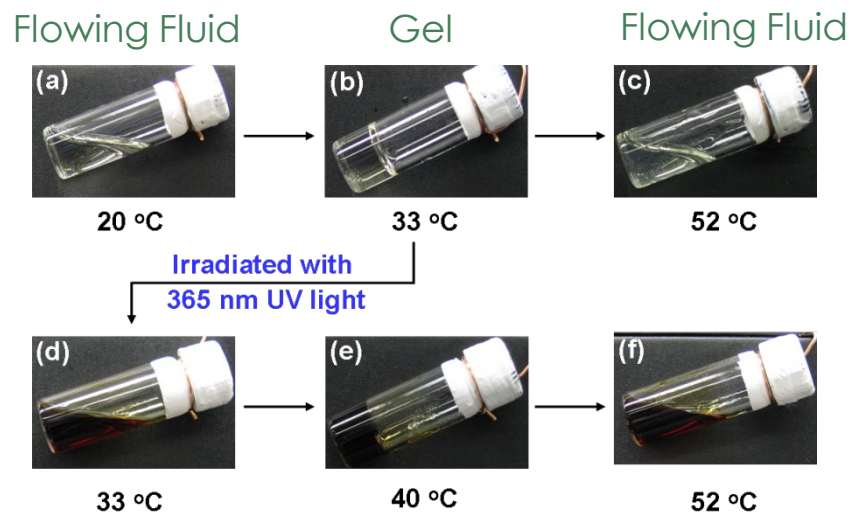 Flowing Fluid
Gel
Flowing Fluid
(a)
(b)
(c)
20 °C
33 °C
52 °C
Irradiated with
365 nm UV light
(d)
(e)
(f)
33 °C
40 °C
52 °C